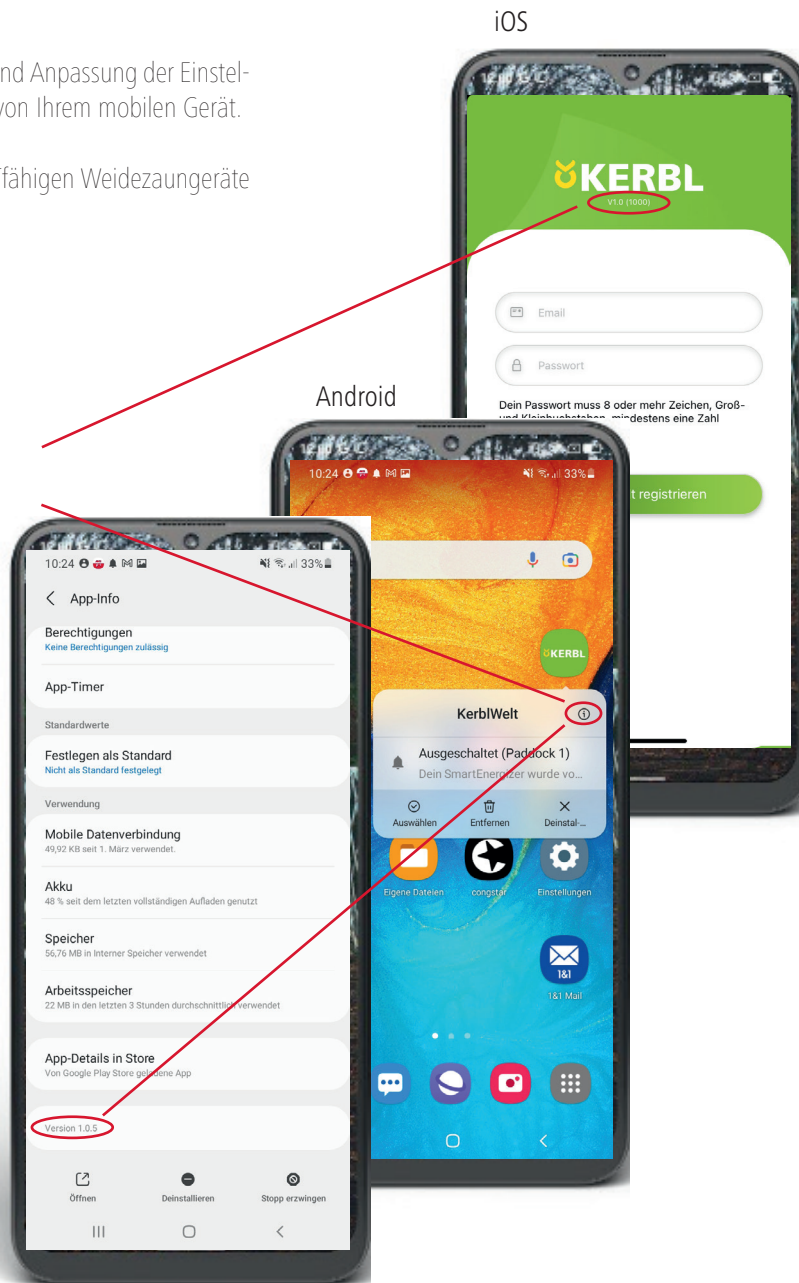 iOS
nd Anpassung der Einstel-
von Ihrem mobilen Gerät.
fähigen Weidezaungeräte
KERBL
V1.0 (1000)
Email
Passwort
Dein Passwort muss 8 oder mehr Zeichen, Groß-
und Kleinbuchstaben, mindestens eine Zahl
t registrieren
Android
10:24
33%
KERBL
KerblWelt
Ausgeschaltet (Paddock 1)
Dein SmartEnergizer wurde vo...
Auswählen
Entfernen
Deinstal-...
Eigene Dateien
congstar
Einstellungen
1&1
1&1 Mail
10:24
33%
App-Info
Berechtigungen
Keine Berechtigungen zulässig
App-Timer
Standardwerte
Festlegen als Standard
Nicht als Standard festgelegt
Verwendung
Mobile Datenverbindung
49,92 KB seit 1. März verwendet.
Akku
48 % seit dem letzten vollständigen Aufladen genutzt
Speicher
56,76 MB in Interner Speicher verwendet
Arbeitsspeicher
22 MB in den letzten 3 Stunden durchschnittlich verwendet
App-Details in Store
Von Google Play Store geladene App
Version 1.0.5
Öffnen
Deinstallieren
Stopp erzwingen